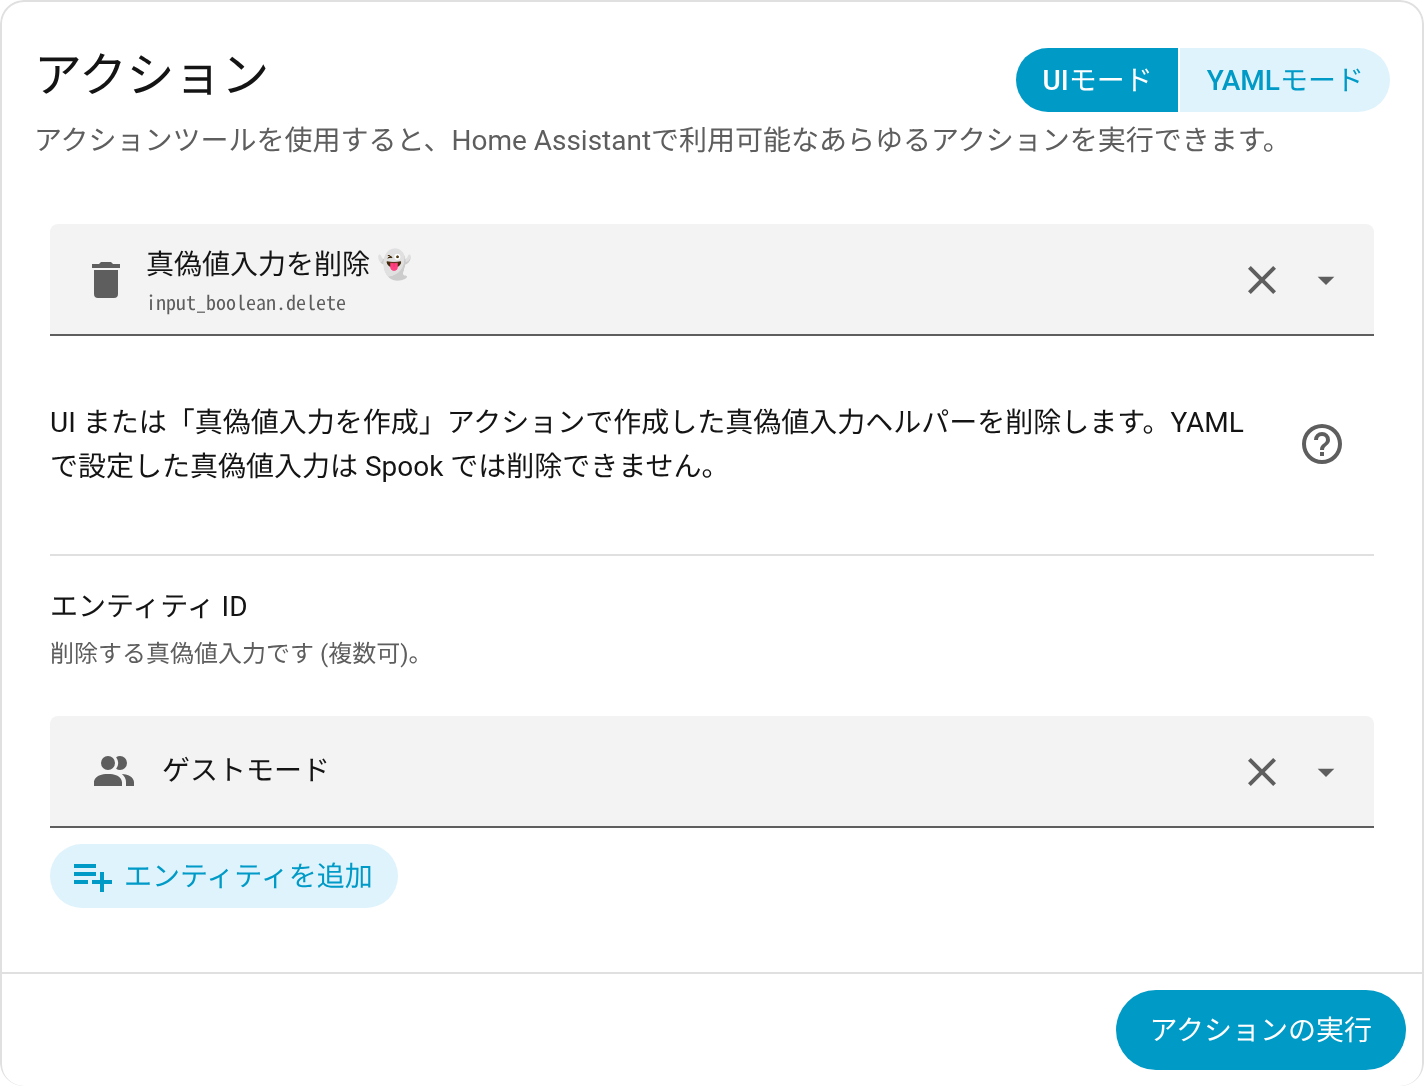 アクション
UIモード
YAMLモード
アクションツールを使用すると、Home Assistantで利用可能なあらゆるアクションを実行できます。
真偽値入力を削除 👻
input_boolean.delete
UI または「真偽値入力を作成」アクションで作成した真偽値入力ヘルパーを削除します。YAML
で設定した真偽値入力は Spook では削除できません。
エンティティ ID
削除する真偽値入力です (複数可)。
ゲストモード
エンティティを追加
アクションの実行